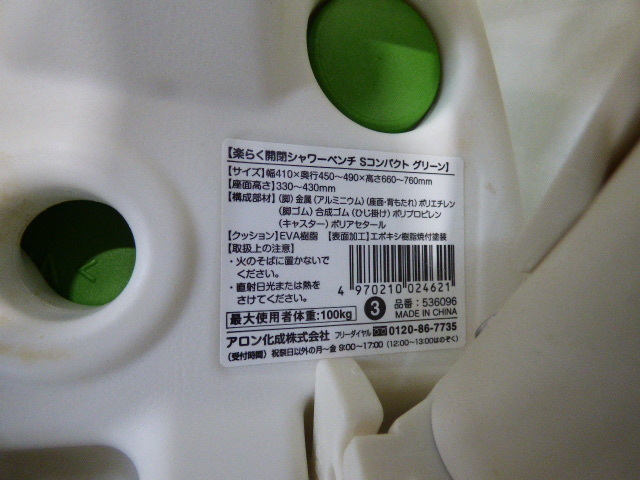 【楽らく開閉シャワーベンチ Sコンパクト グリーン】
【サイズ】幅410×奥行450～490×高さ660～760mm
【座面高さ】330～430mm
【構成部材】（脚）金属（アルミニウム）（座面・背もたれ）ポリエチレン
（脚ゴム）合成ゴム（ひじ掛け）ポリプロピレン
（キャスター）ポリアセタール
【クッション】EVA樹脂 【表面加工】エポキシ樹脂焼付塗装
【取扱上の注意】
・火のそばに置かないで
ください。
・直射日光または熱を
さけてください。
4 970210 024621
最大使用者体重：100kg
3
品番：536096
MADE IN CHINA
アロン化成株式会社 フリーダイヤル 0120-86-7735
（受付時間）祝祭日以外の月～金 9:00～17:00（12:00～13:00はのぞく）